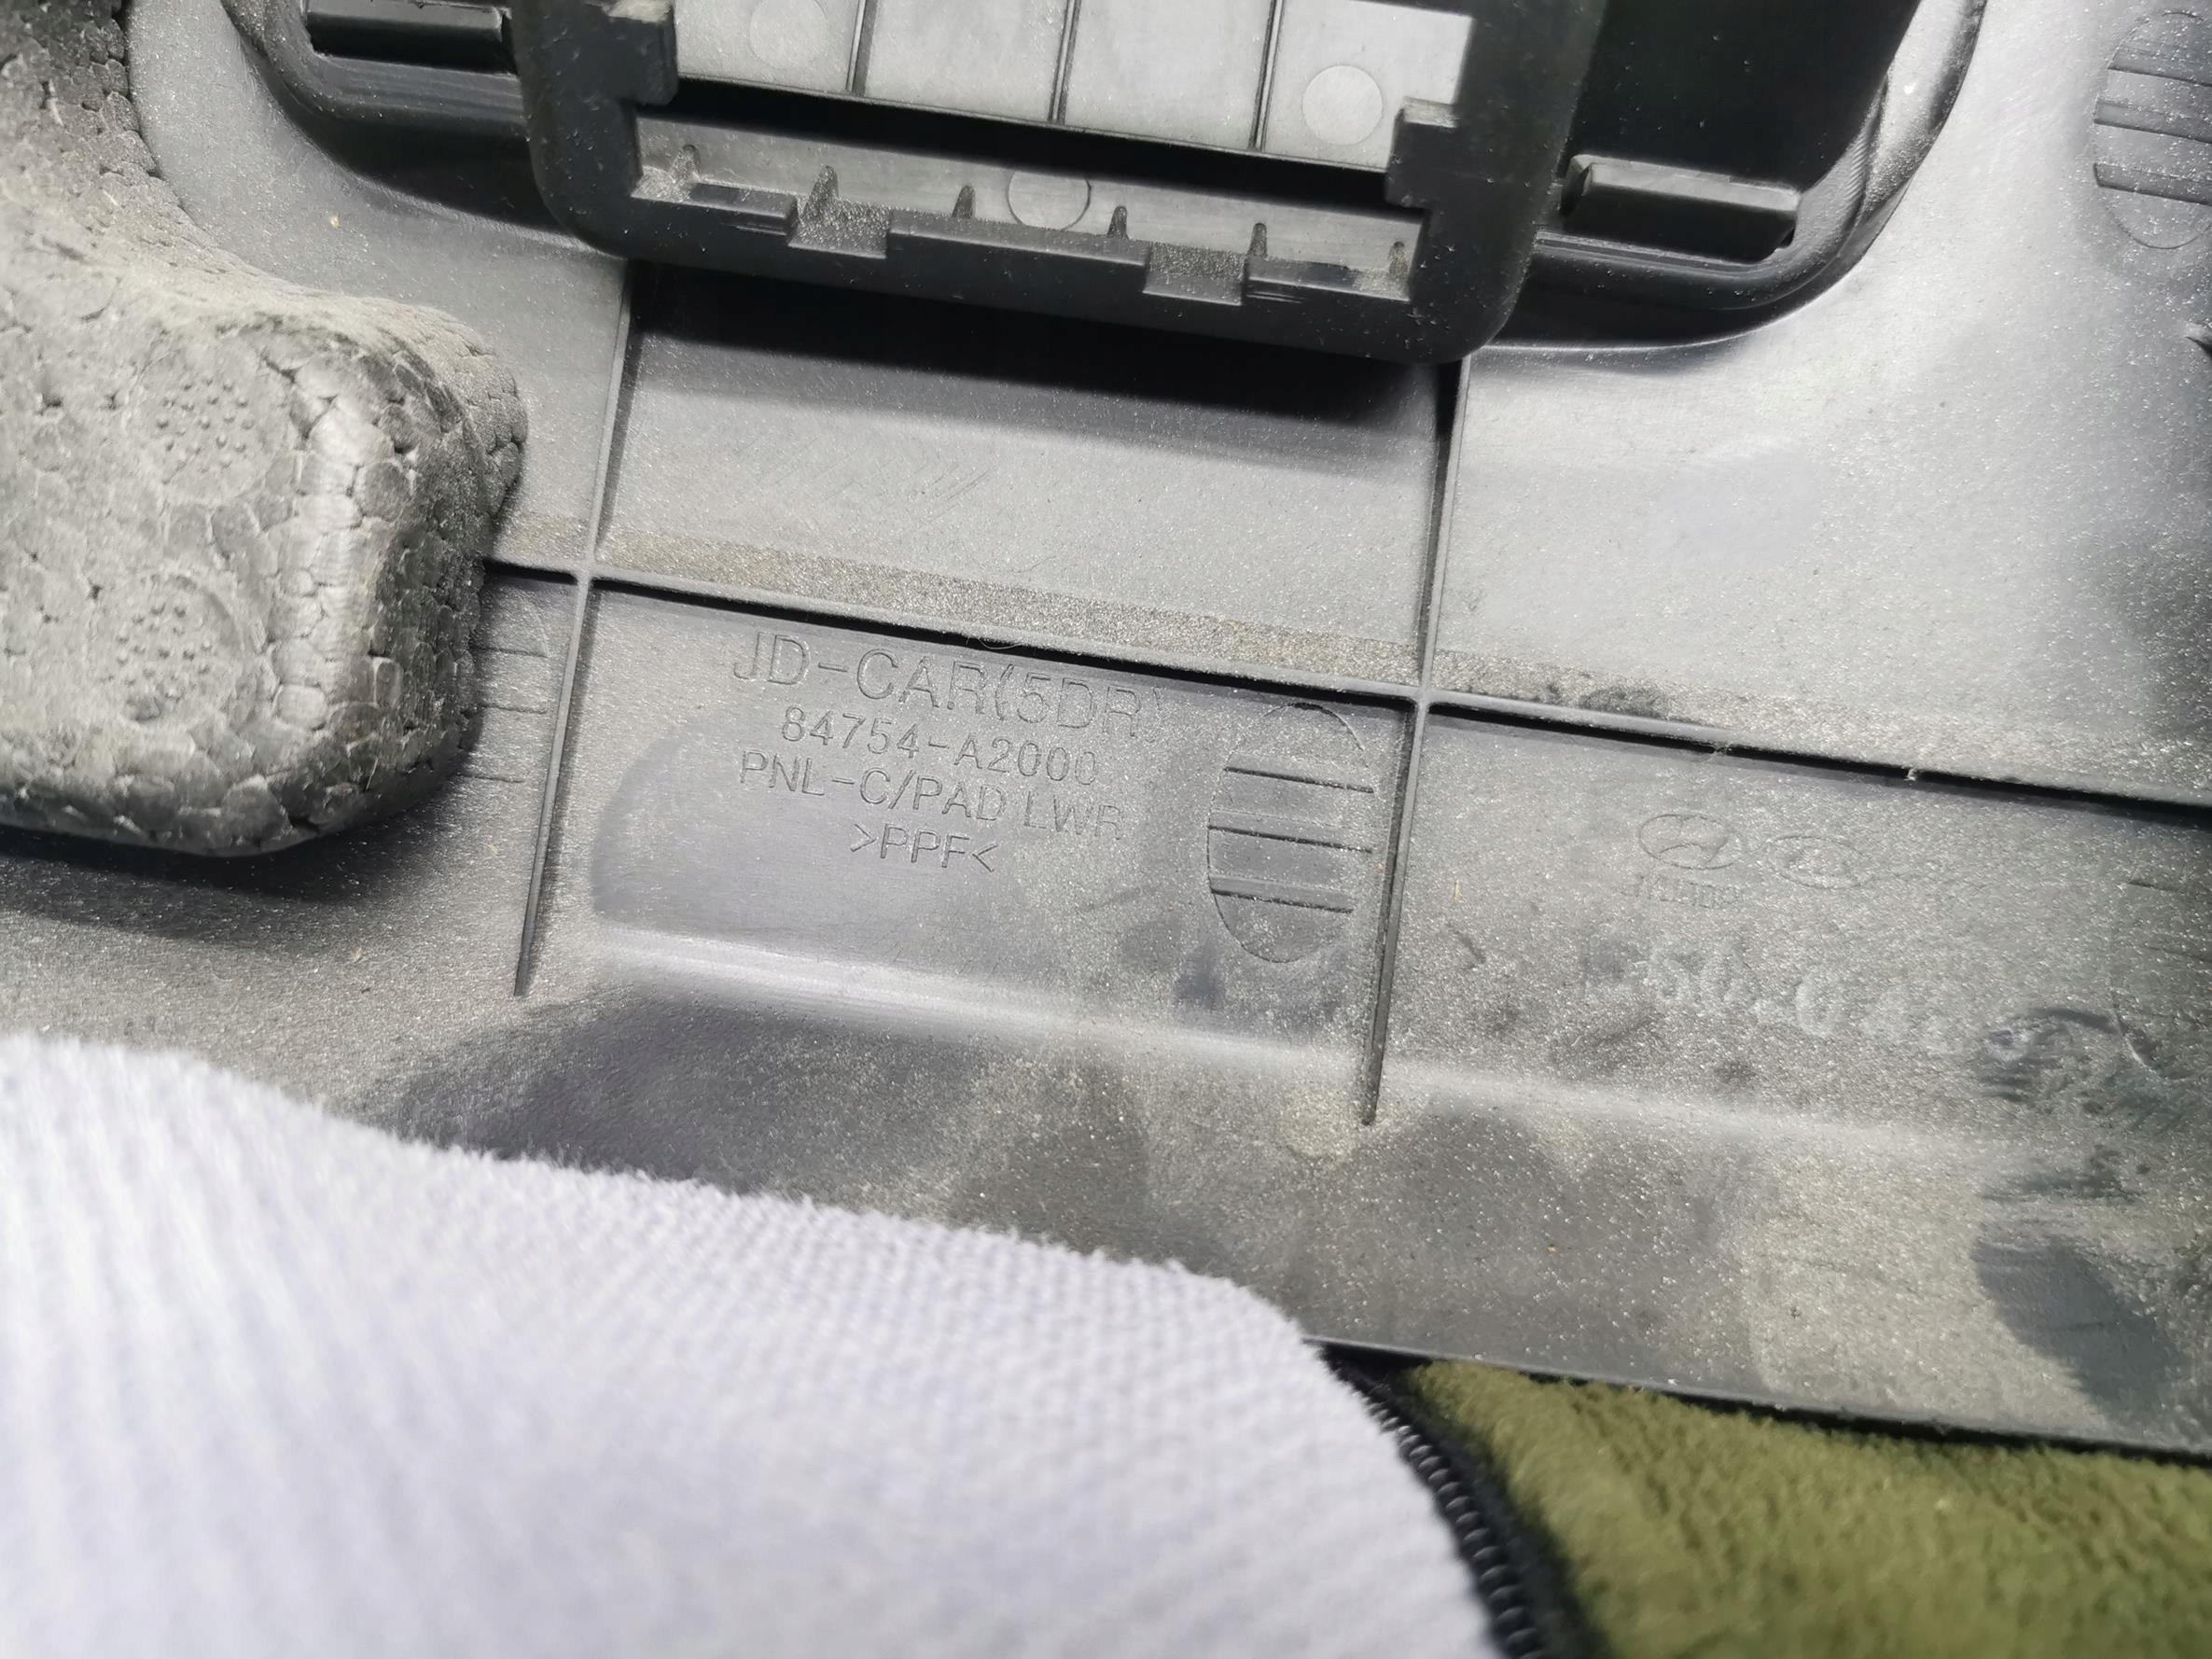 JD-CAR(5DR)
84754-A2000
PNL-C/PAD LWR
>PPF<